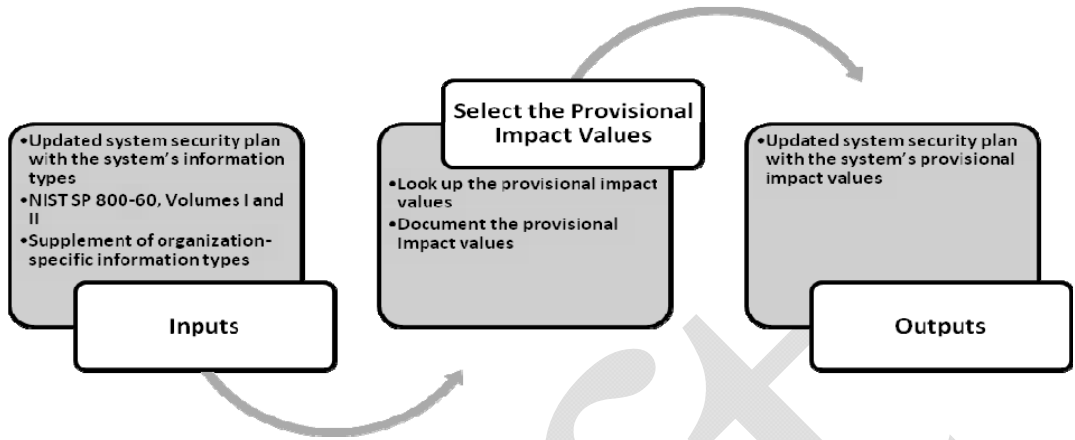 •Updated system security plan
with the system's information
types
•NIST SP 800-60, Volumes I and
II
•Supplement of organization-
specific information types
Inputs
Select the Provisional
Impact Values
•Look up the provisional impact
values
•Document the provisional
Impact values
•Updated system security plan
with the system's provisional
impact values
Outputs